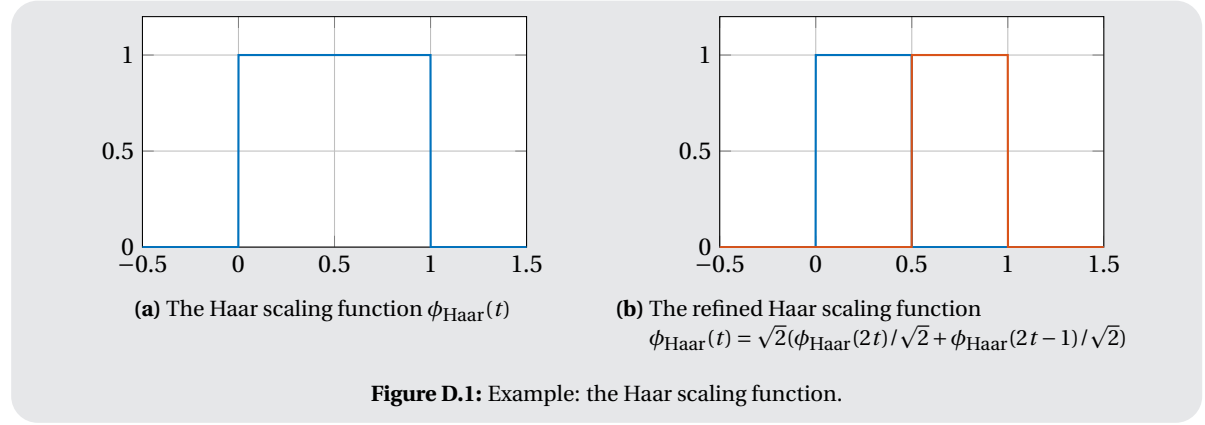 1
0.5
0
−0.5 0 0.5 1 1.5
(a) The Haar scaling function ϕHaar(t)
1
0.5
0
−0.5 0 0.5 1 1.5
(b) The refined Haar scaling function
ϕHaar(t) = √2(ϕHaar(2t)/√2+ϕHaar(2t−1)/√2)
Figure D.1: Example: the Haar scaling function.